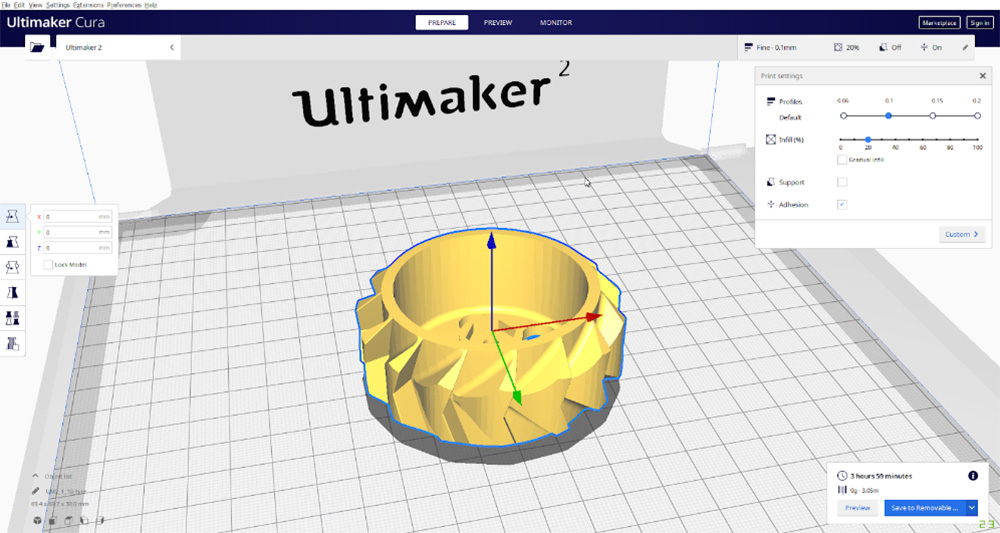 File Edit View Settings Extensions Preferences Help
Ultimaker Cura
PREPARE PREVIEW MONITOR
Marketplace Sign in
Ultimaker 2
Fine - 0.1mm 20% Off On
Ultimaker 2
Print settings
Profiles 0.06 0.1 0.15 0.2
Default
Infill (%)
0 20 40 60 80 100
Gradual infill
Support
Adhesion
Custom
X 0 mm
Y 0 mm
Z 0 mm
Lock Model
Object list
3 hours 59 minutes
0g · 3.05m
Preview Save to Removable ...
23